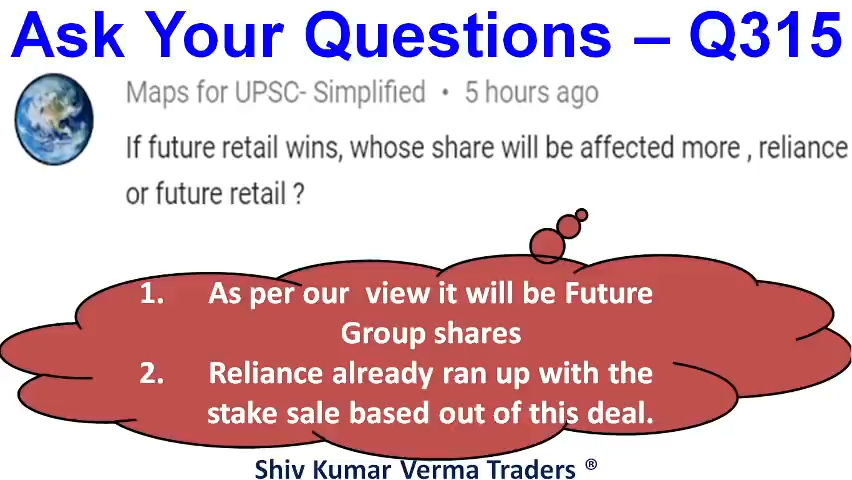 Ask Your Questions – Q315
Maps for UPSC- Simplified • 5 hours ago
If future retail wins, whose share will be affected more , reliance
or future retail ?
1. As per our view it will be Future
Group shares
2. Reliance already ran up with the
stake sale based out of this deal.
Shiv Kumar Verma Traders ®